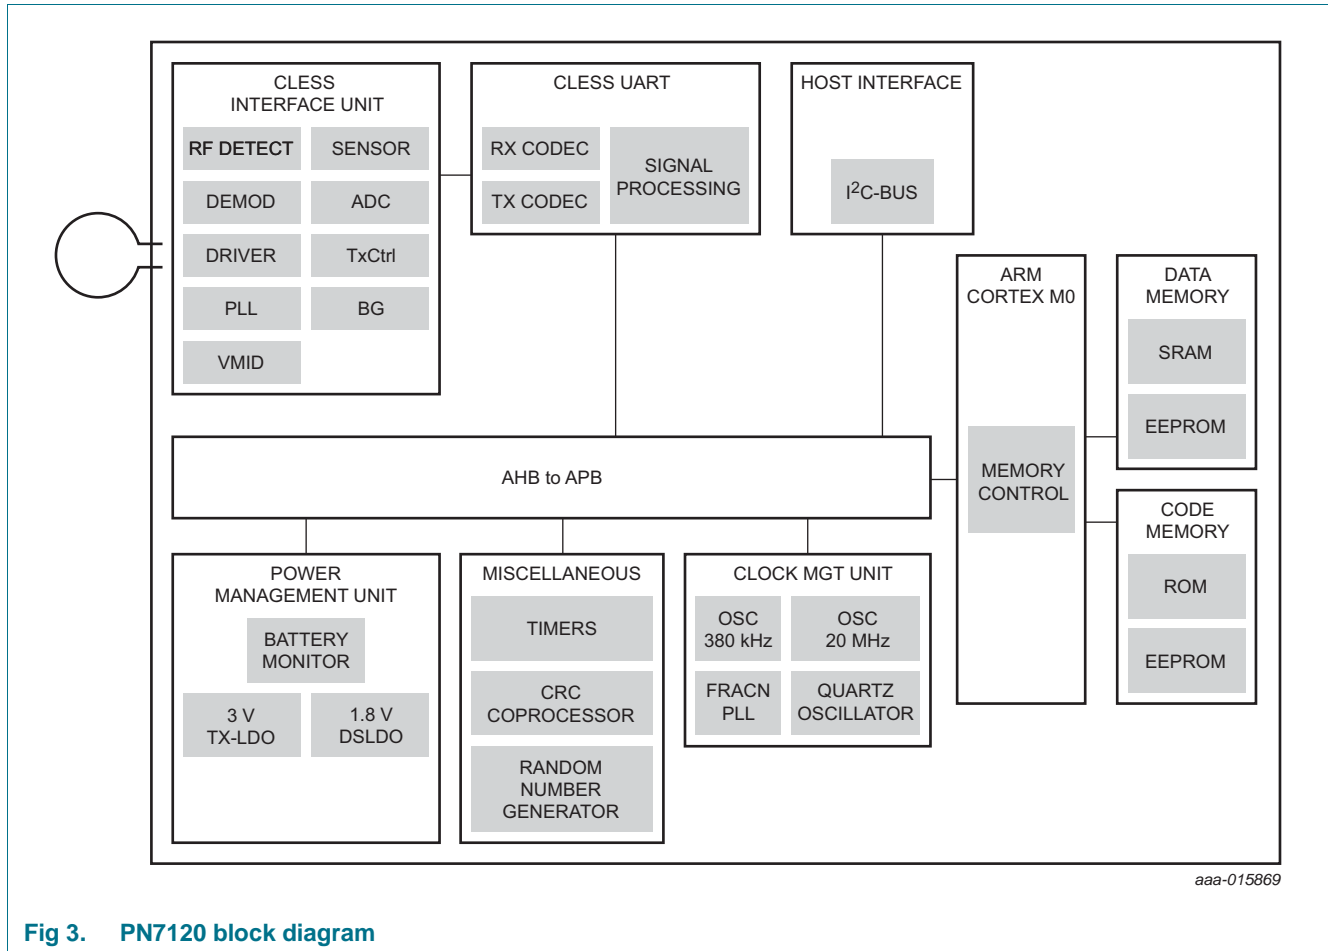 CLESS
INTERFACE UNIT
RF DETECT
SENSOR
DEMOD
ADC
DRIVER
TxCtrl
PLL
BG
VMID
CLESS UART
RX CODEC
TX CODEC
SIGNAL
PROCESSING
HOST INTERFACE
I2C-BUS
ARM
CORTEX M0
MEMORY
CONTROL
DATA
MEMORY
SRAM
EEPROM
CODE
MEMORY
ROM
EEPROM
AHB to APB
POWER
MANAGEMENT UNIT
BATTERY
MONITOR
3 V
TX-LDO
1.8 V
DSLDO
MISCELLANEOUS
TIMERS
CRC
COPROCESSOR
RANDOM
NUMBER
GENERATOR
CLOCK MGT UNIT
OSC
380 kHz
OSC
20 MHz
FRACN
PLL
QUARTZ
OSCILLATOR
aaa-015869
Fig 3. PN7120 block diagram